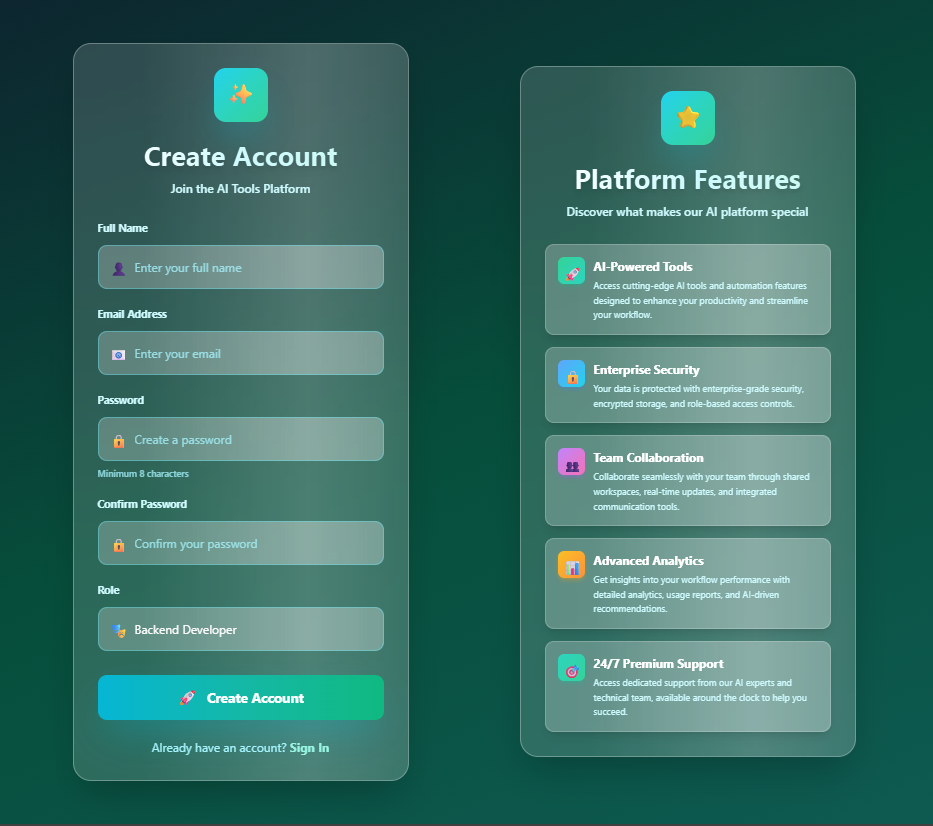 Create Account
Join the AI Tools Platform
Full Name
Enter your full name
Email Address
Enter your email
Password
Create a password
Minimum 8 characters
Confirm Password
Confirm your password
Role
Backend Developer
Create Account
Already have an account? Sign In
Platform Features
Discover what makes our AI platform special
AI-Powered Tools
Access cutting-edge AI tools and automation features
designed to enhance your productivity and streamline
your workflow.
Enterprise Security
Your data is protected with enterprise-grade security,
encrypted storage, and role-based access controls.
Team Collaboration
Collaborate seamlessly with your team through shared
workspaces, real-time updates, and integrated
communication tools.
Advanced Analytics
Get insights into your workflow performance with
detailed analytics, usage reports, and AI-driven
recommendations.
24/7 Premium Support
Access dedicated support from our AI experts and
technical team, available around the clock to help you
succeed.